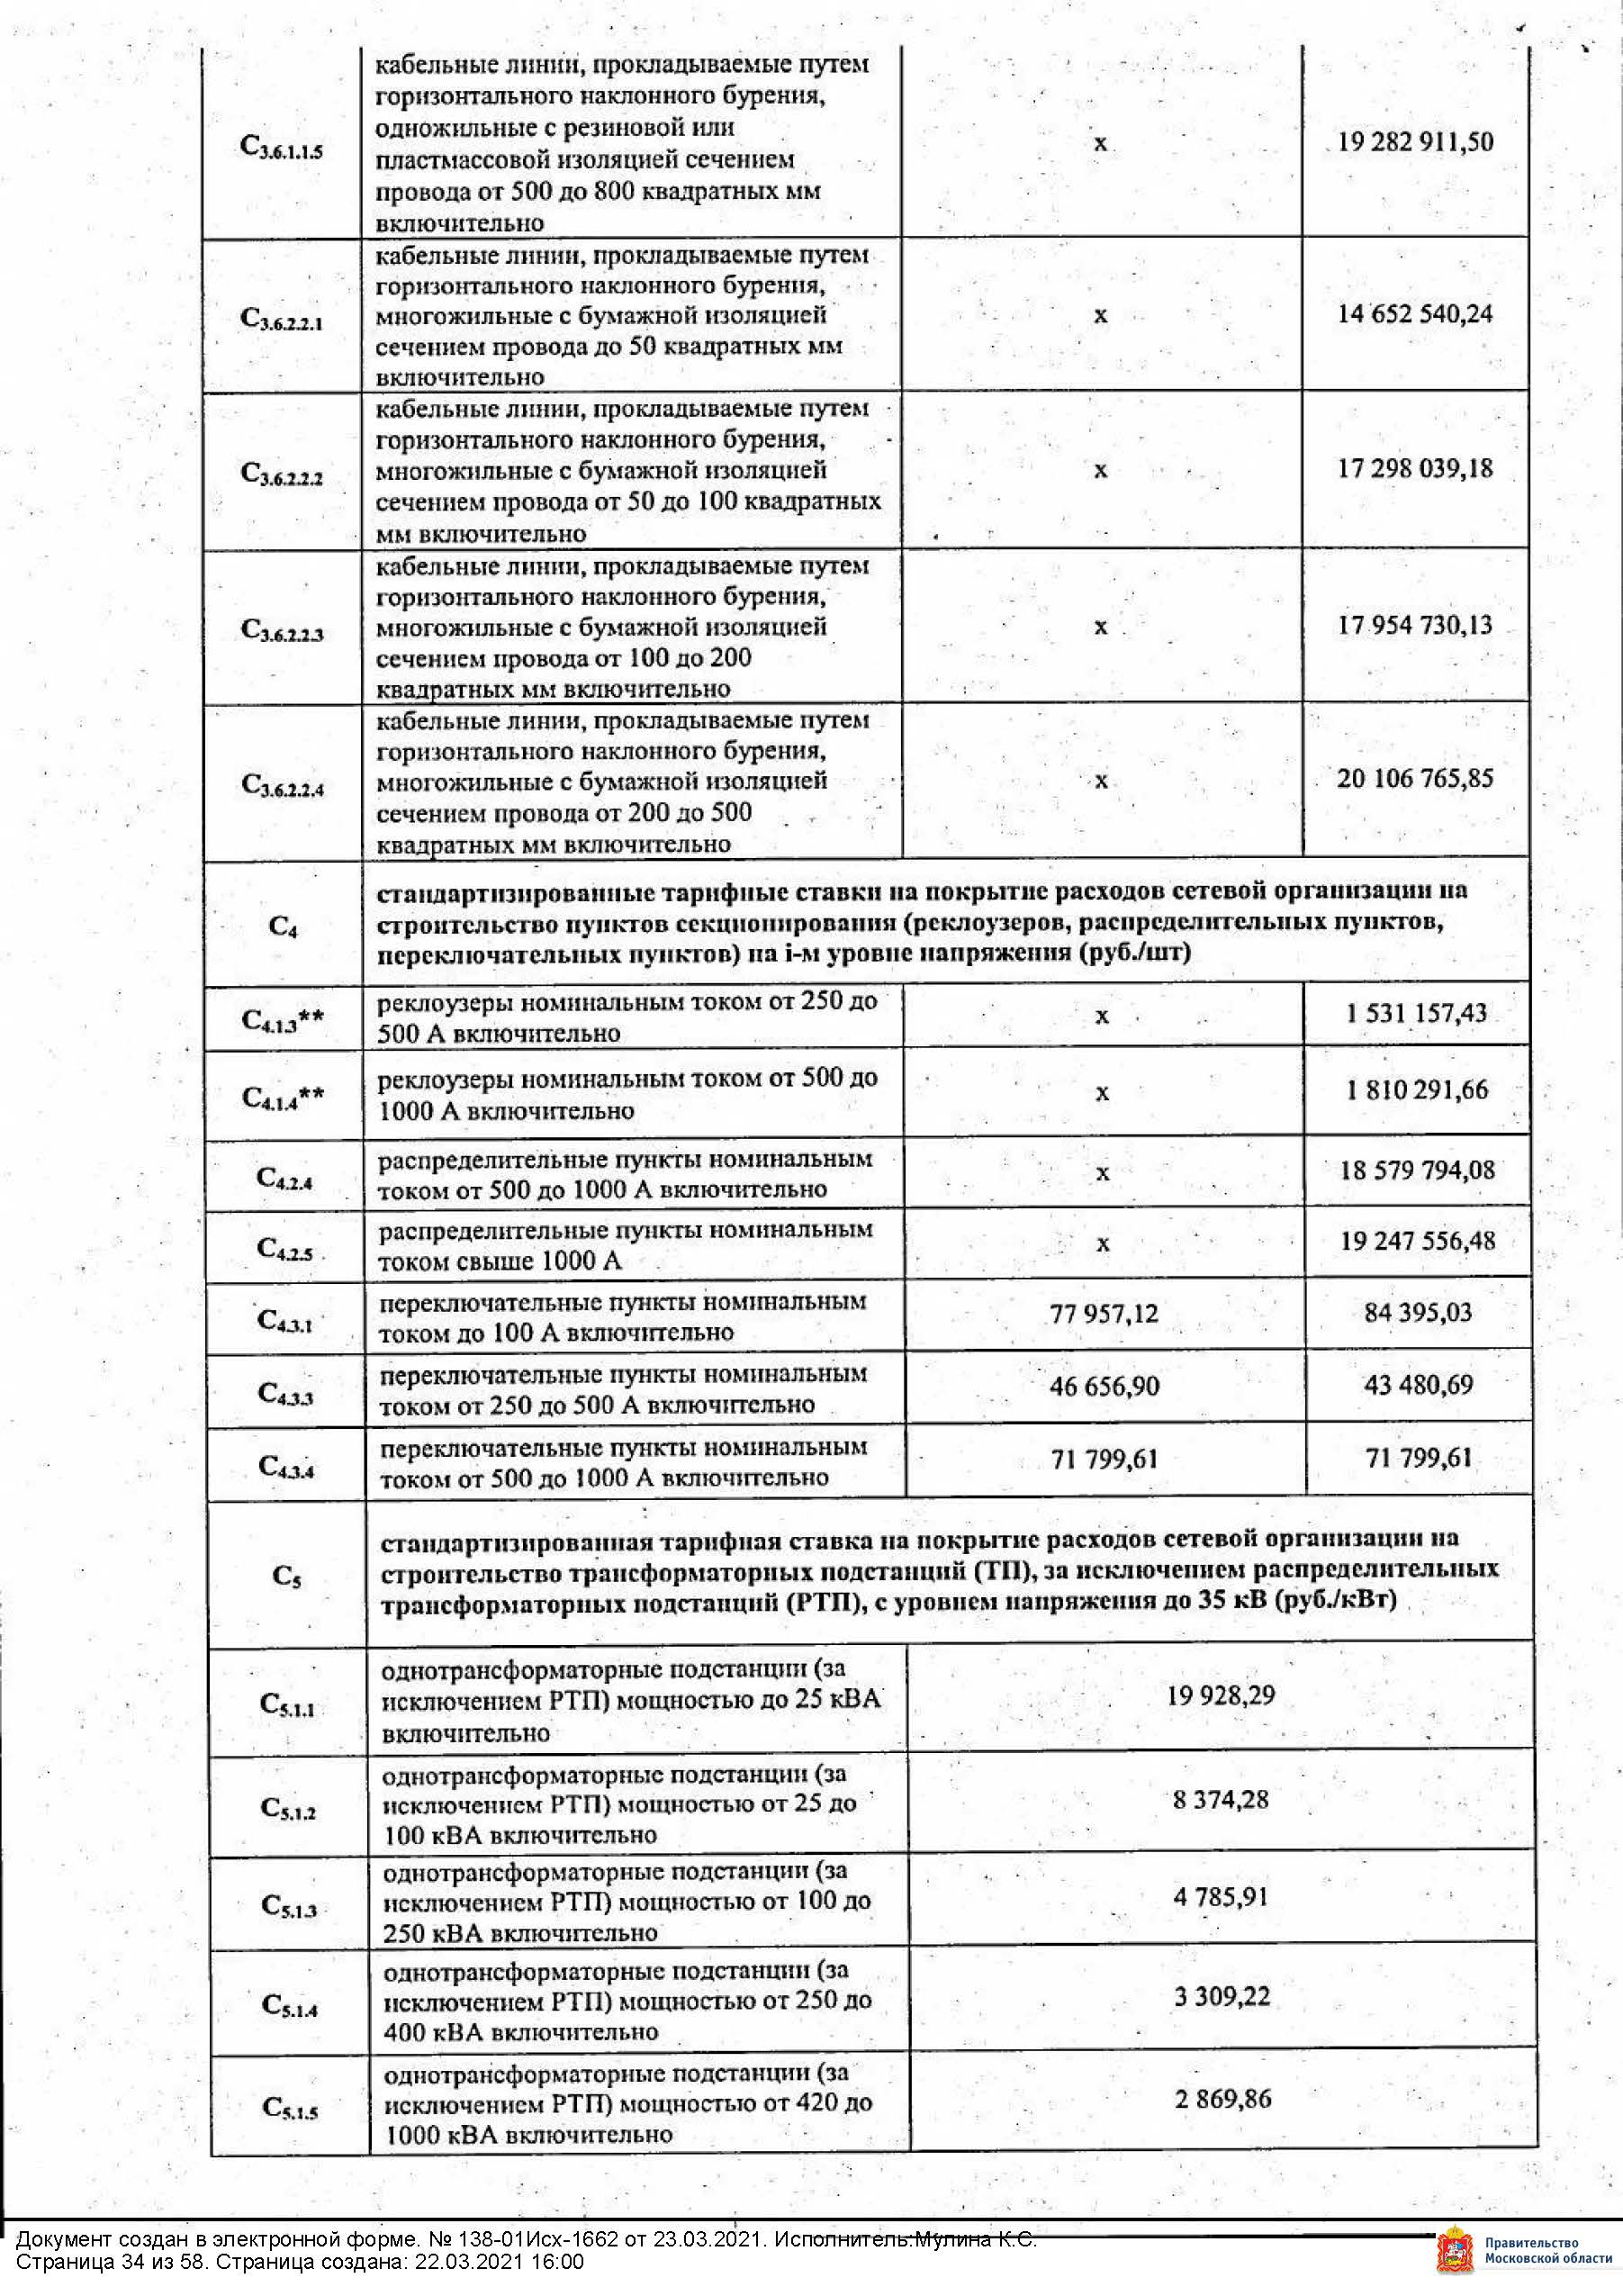 кабельные линии, прокладываемые путем
горизонтального наклонного бурения,
одножильные с резиновой или
пластмассовой изоляцией сечением
провода от 500 до 800 квадратных мм
включительно
С3.6.1.1.5
х
19 282 911,50
кабельные линии, прокладываемые путем
горизонтального наклонного бурения,
многожильные с бумажной изоляцией
сечением провода до 50 квадратных мм
включительно
С3.6.2.2.1
х
14 652 540,24
кабельные линии, прокладываемые путем
горизонтального наклонного бурения,
многожильные с бумажной изоляцией
сечением провода от 50 до 100 квадратных
мм включительно
С3.6.2.2.2
х
17 298 039,18
кабельные линии, прокладываемые путем
горизонтального наклонного бурения,
многожильные с бумажной изоляцией
сечением провода от 100 до 200
квадратных мм включительно
С3.6.2.2.3
х
17 954 730,13
кабельные линии, прокладываемые путем
горизонтального наклонного бурения,
многожильные с бумажной изоляцией
сечением провода от 200 до 500
квадратных мм включительно
С3.6.2.2.4
х
20 106 765,85
С4
стандартизированные тарифные ставки на покрытие расходов сетевой организации на
строительство пунктов секционирования (реклоузеров, распределительных пунктов,
переключательных пунктов) на i-м уровне напряжения (руб./шт)
С4.1.3**
реклоузеры номинальным током от 250 до
500 А включительно
х
1 531 157,43
С4.1.4**
реклоузеры номинальным током от 500 до
1000 А включительно
х
1 810 291,66
С4.2.4
распределительные пункты номинальным
током от 500 до 1000 А включительно
х
18 579 794,08
С4.2.5
распределительные пункты номинальным
током свыше 1000 А
х
19 247 556,48
С4.3.1
переключательные пункты номинальным
током до 100 А включительно
77 957,12
84 395,03
С4.3.3
переключательные пункты номинальным
током от 250 до 500 А включительно
46 656,90
43 480,69
С4.3.4
переключательные пункты номинальным
током от 500 до 1000 А включительно
71 799,61
71 799,61
С5
стандартизированная тарифная ставка на покрытие расходов сетевой организации на
строительство трансформаторных подстанций (ТП), за исключением распределительных
трансформаторных подстанций (РТП), с уровнем напряжения до 35 кВ (руб./кВт)
С5.1.1
однотрансформаторные подстанции (за
исключением РТП) мощностью до 25 кВА
включительно
19 928,29
С5.1.2
однотрансформаторные подстанции (за
исключением РТП) мощностью от 25 до
100 кВА включительно
8 374,28
С5.1.3
однотрансформаторные подстанции (за
исключением РТП) мощностью от 100 до
250 кВА включительно
4 785,91
С5.1.4
однотрансформаторные подстанции (за
исключением РТП) мощностью от 250 до
400 кВА включительно
3 309,22
С5.1.5
однотрансформаторные подстанции (за
исключением РТП) мощностью от 420 до
1000 кВА включительно
2 869,86
Документ создан в электронной форме. № 138-01Исх-1662 от 23.03.2021. Исполнитель:Мулина К.С.
Страница 34 из 58. Страница создана: 22.03.2021 16:00
Правительство
Московской области